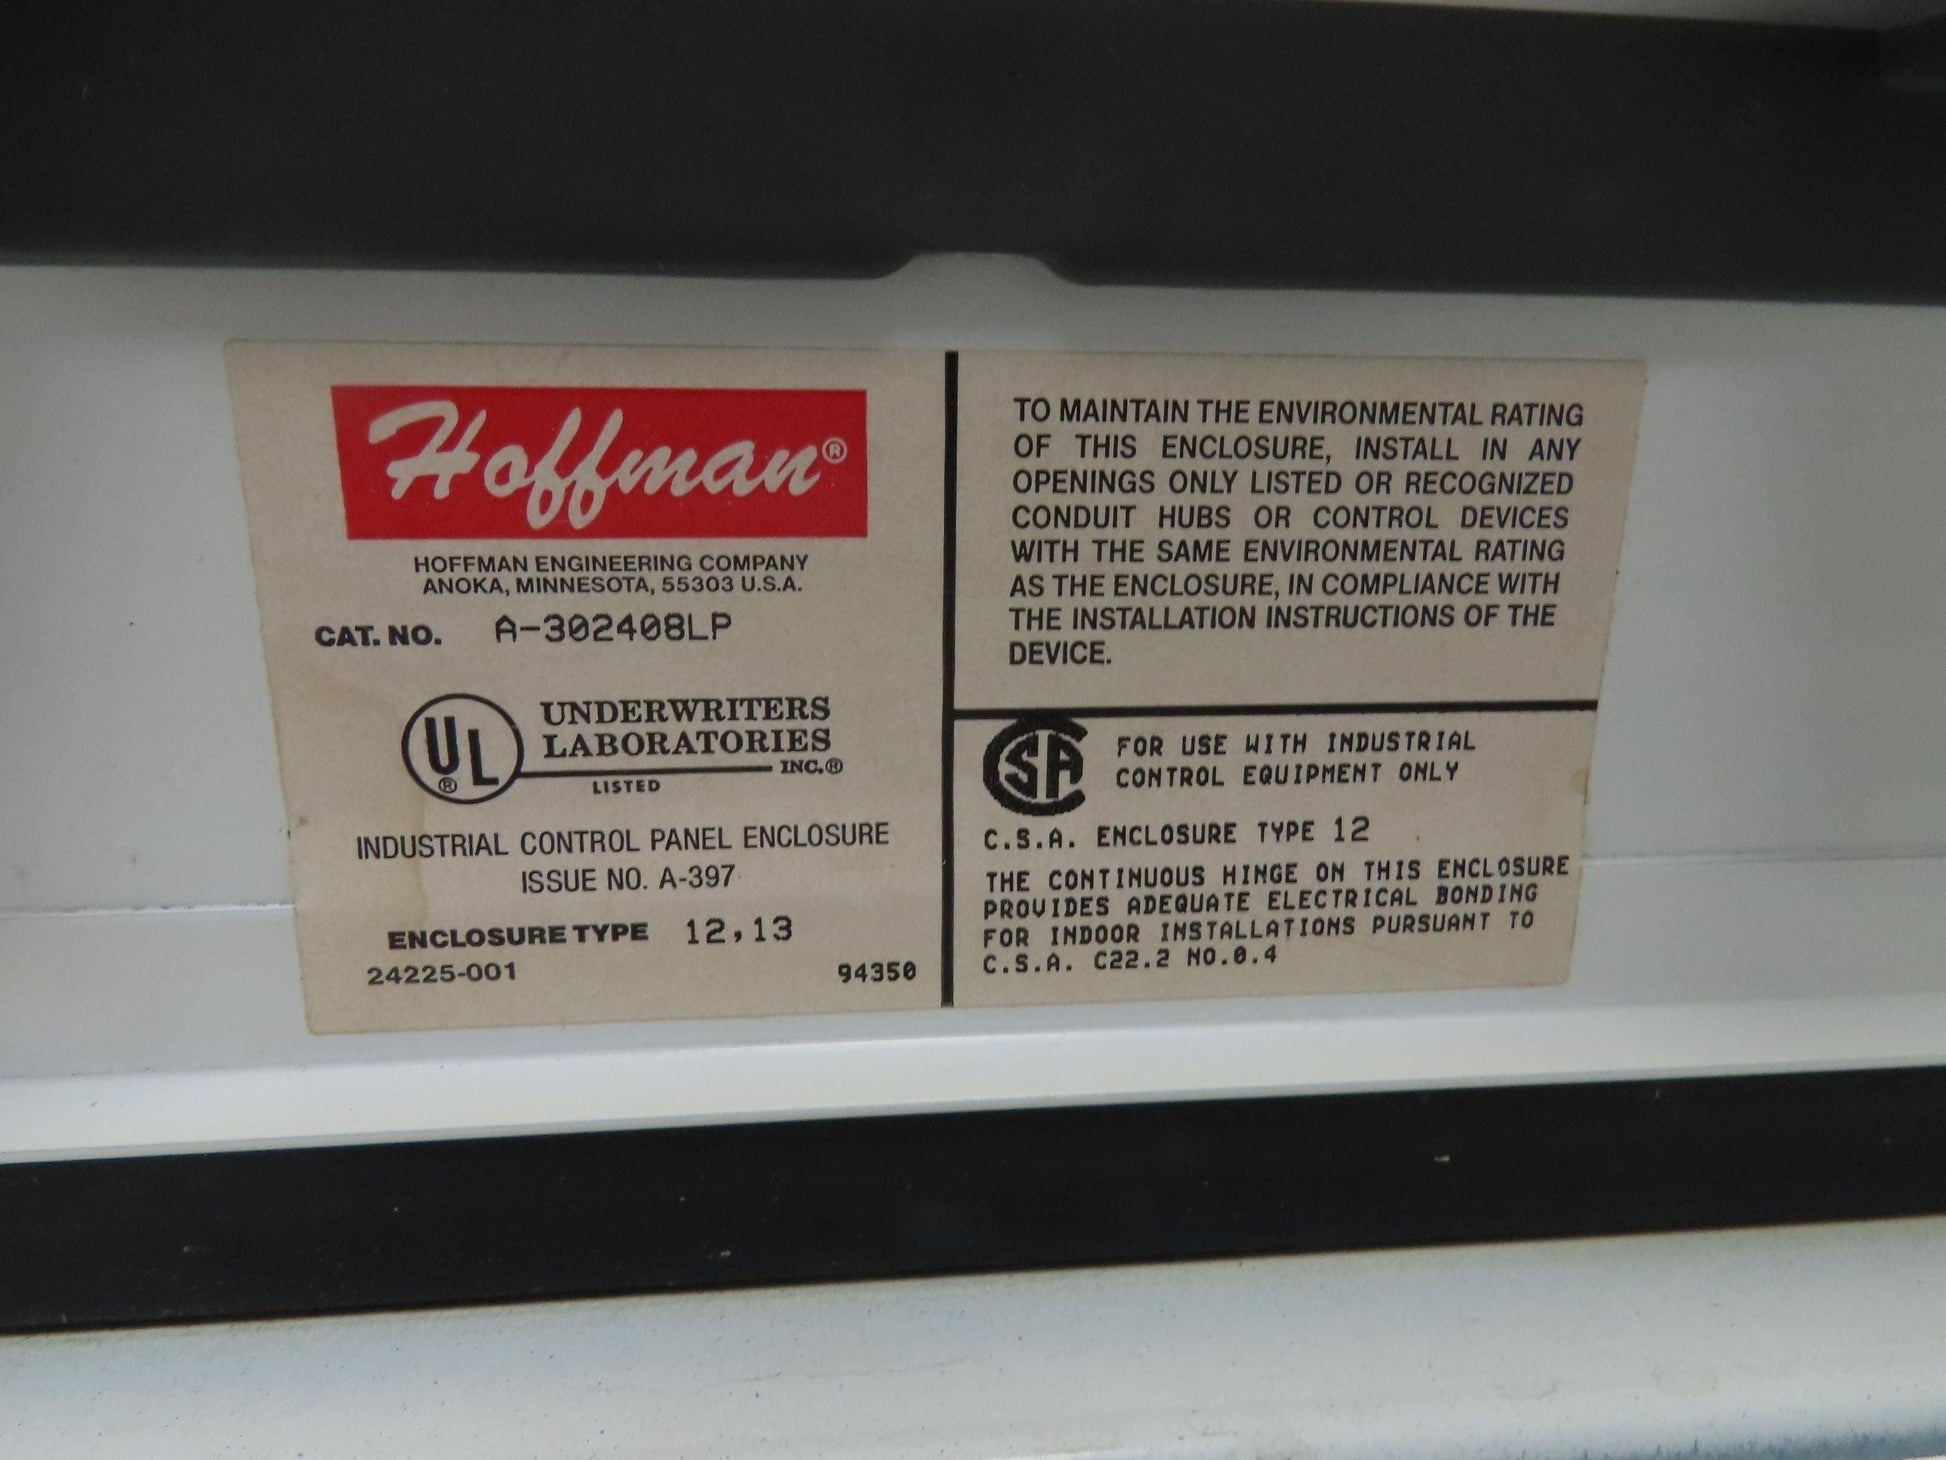 Hoffman®
HOFFMAN ENGINEERING COMPANY
ANOKA, MINNESOTA, 55303 U.S.A.
CAT. NO. A-302408LP
UL®
UNDERWRITERS
LABORATORIES
INC.®
LISTED
INDUSTRIAL CONTROL PANEL ENCLOSURE
ISSUE NO. A-397
ENCLOSURE TYPE 12,13
24225-001 94350
TO MAINTAIN THE ENVIRONMENTAL RATING
OF THIS ENCLOSURE, INSTALL IN ANY
OPENINGS ONLY LISTED OR RECOGNIZED
CONDUIT HUBS OR CONTROL DEVICES
WITH THE SAME ENVIRONMENTAL RATING
AS THE ENCLOSURE, IN COMPLIANCE WITH
THE INSTALLATION INSTRUCTIONS OF THE
DEVICE.
CSA
FOR USE WITH INDUSTRIAL
CONTROL EQUIPMENT ONLY
C.S.A. ENCLOSURE TYPE 12
THE CONTINUOUS HINGE ON THIS ENCLOSURE
PROVIDES ADEQUATE ELECTRICAL BONDING
FOR INDOOR INSTALLATIONS PURSUANT TO
C.S.A. C22.2 NO.0.4